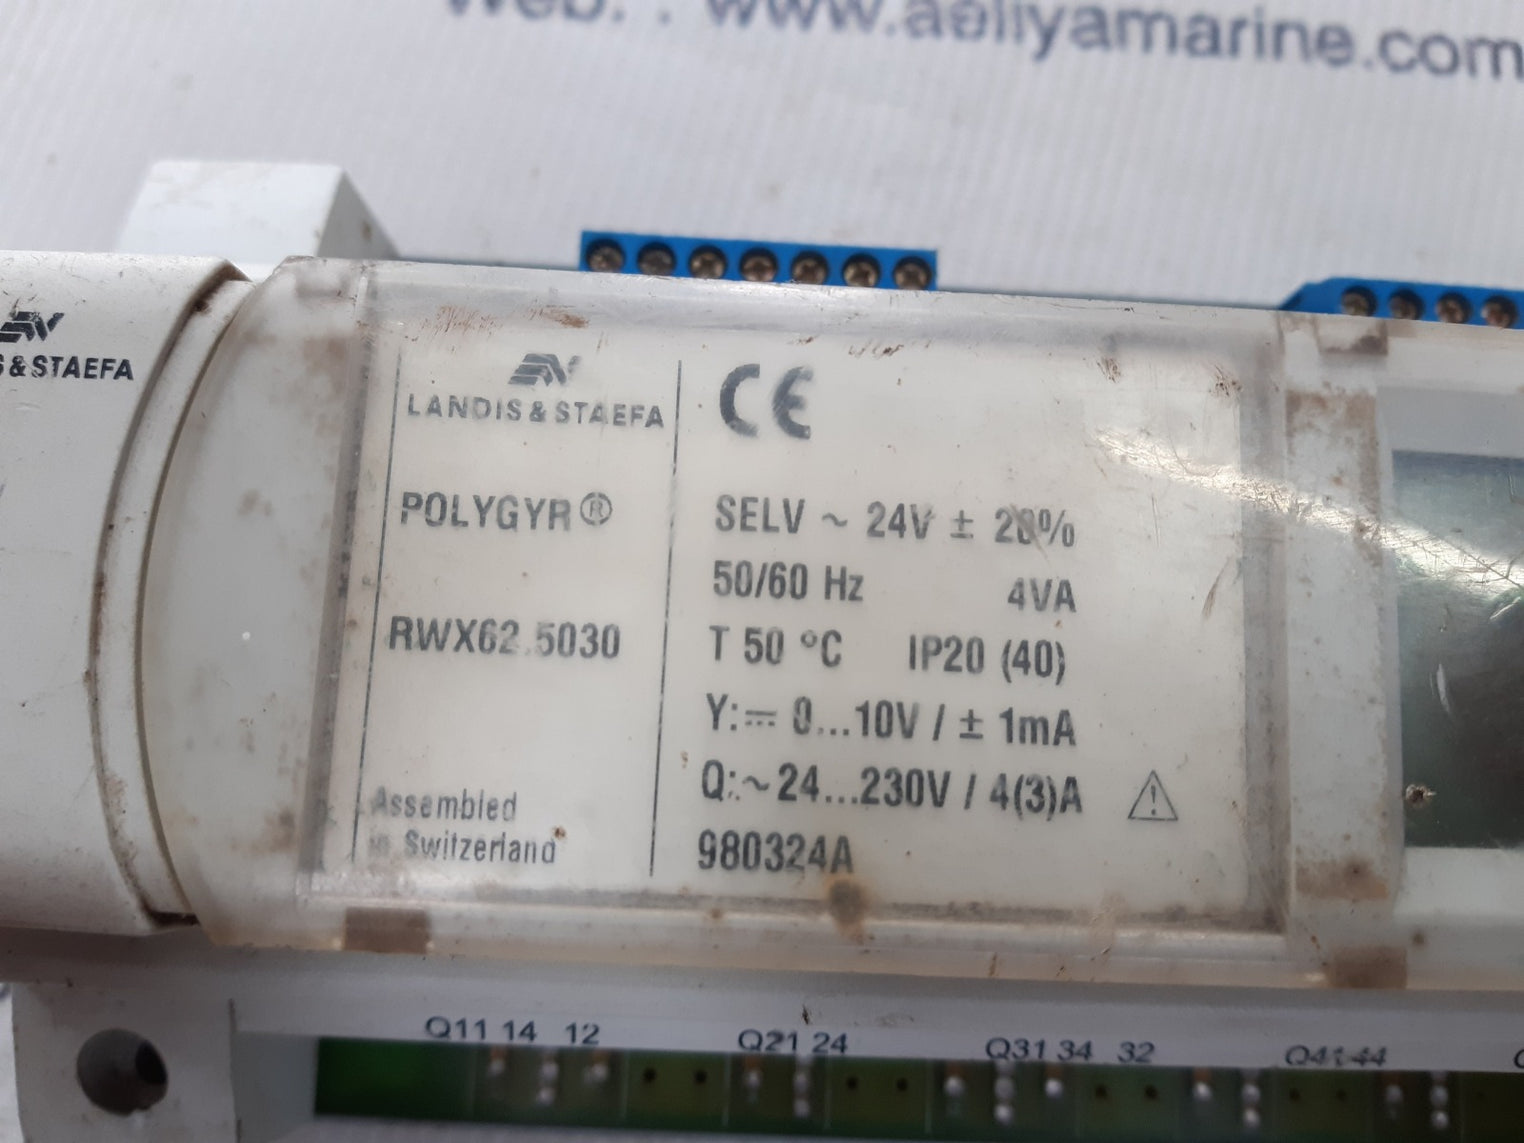 Web. : www.aeliyamarine.com
S & STAEFA
LANDIS & STAEFA
CE
POLYGYR®
SELV ~ 24V ± 20%
50/60 Hz 4VA
RWX62.5030
T 50 °C IP20 (40)
Y: ⎓ 0...10V / ± 1mA
Q: ~ 24...230V / 4(3)A
Assembled
in Switzerland
980324A
Q11 14 12 Q21 24 Q31 34 32 Q41 44